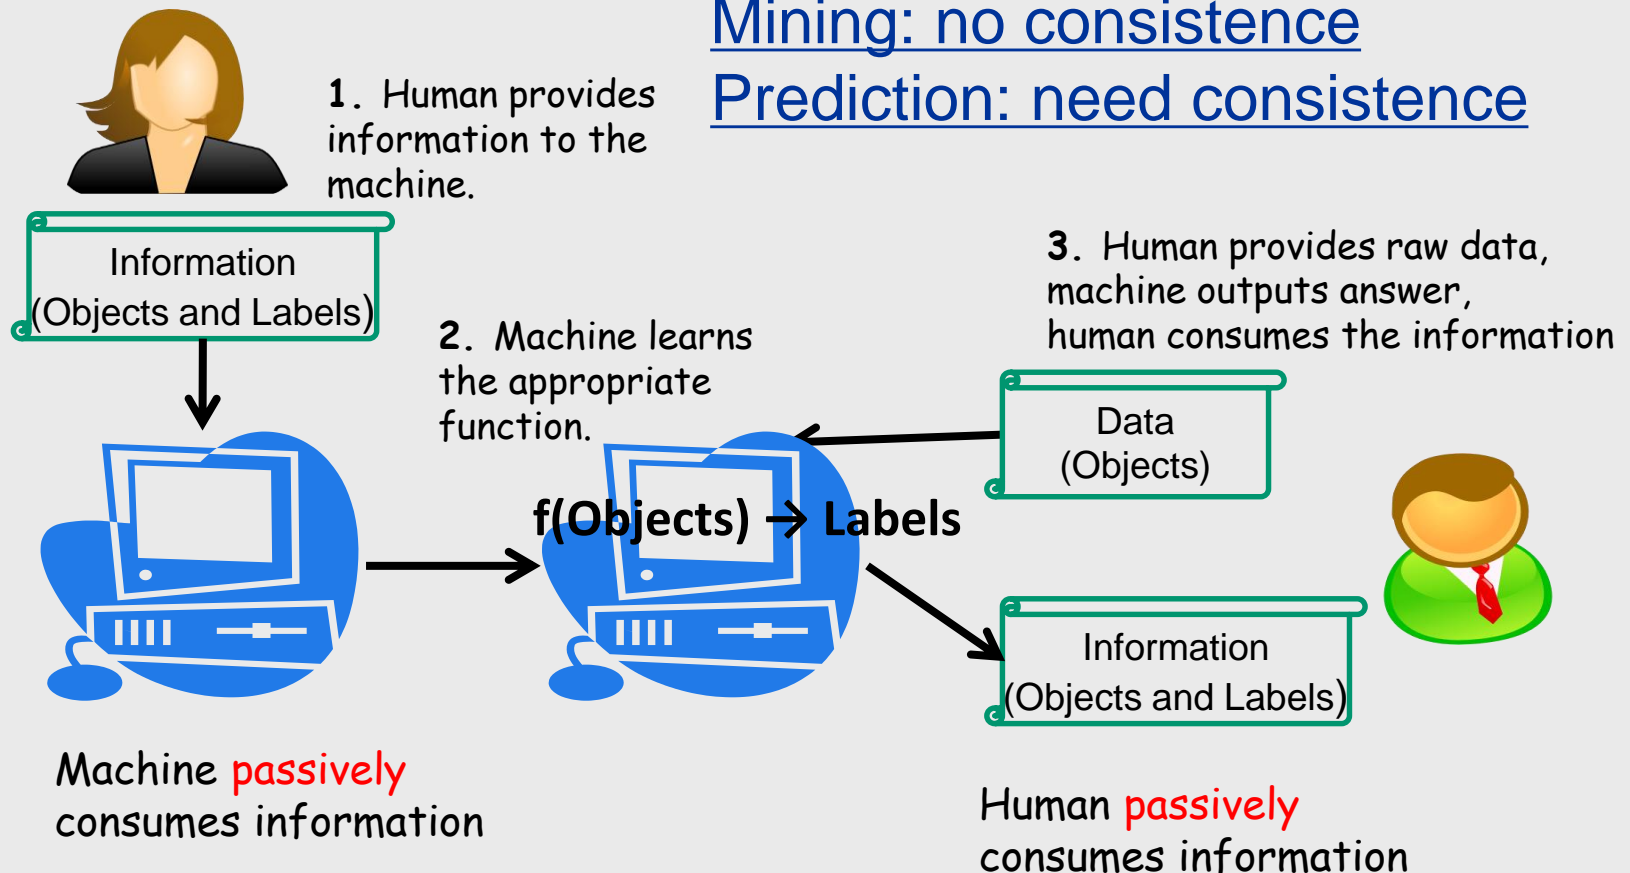 Mining: no consistence
Prediction: need consistence
1. Human provides
information to the
machine.
Information
(Objects and Labels)
2. Machine learns
the appropriate
function.
3. Human provides raw data,
machine outputs answer,
human consumes the information
Data
(Objects)
f(Objects) → Labels
Information
(Objects and Labels)
Machine passively
consumes information
Human passively
consumes information